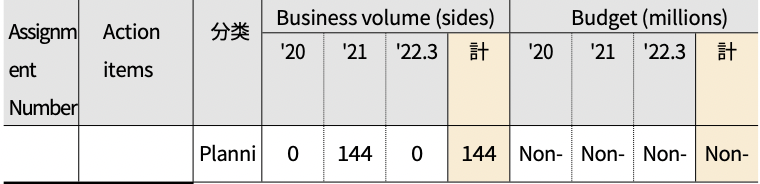 Business volume (sides) Budget (millions)
Assignm Action 分类
'20 '21 '22.3 計 '20 '21 '22.3 計
ent items
Number
Planni 0 144 0 144 Non- Non- Non- Non-